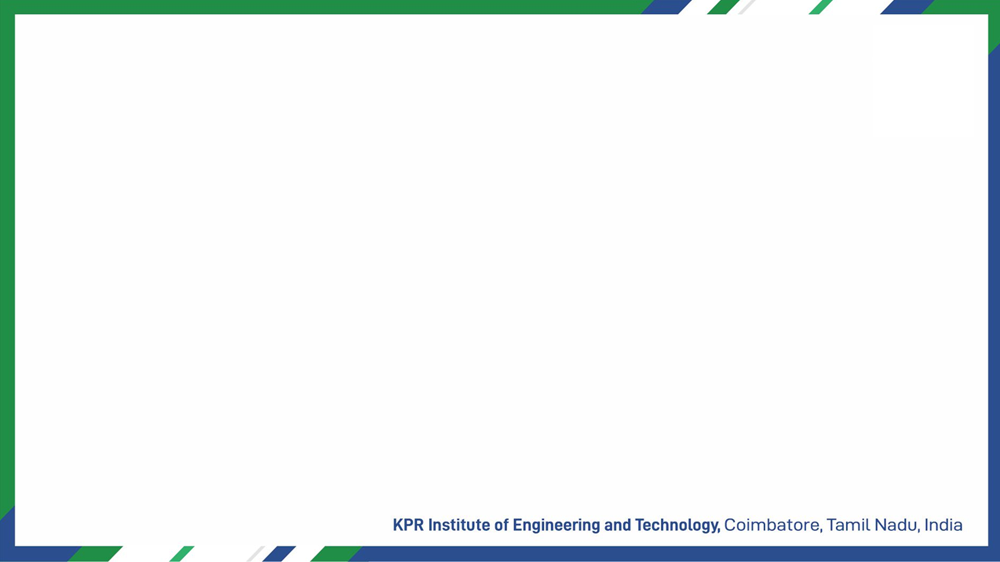 KPR Institute of Engineering and Technology, Coimbatore, Tamil Nadu, India